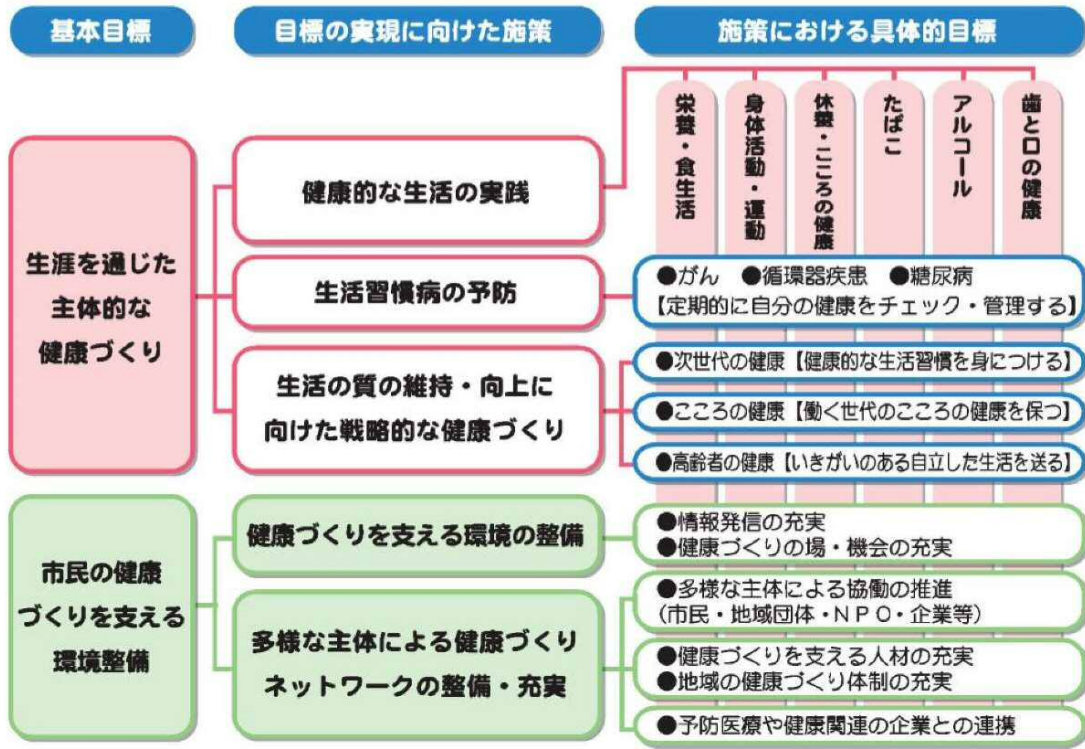 基本目標
目標の実現に向けた施策
施策における具体的目標
栄養・食生活
身体活動・運動
休養・こころの健康
たばこ
アルコール
歯と口の健康
生涯を通じた
主体的な
健康づくり
健康的な生活の実践
生活習慣病の予防
●がん ●循環器疾患 ●糖尿病
【定期的に自分の健康をチェック・管理する】
生活の質の維持・向上に
向けた戦略的な健康づくり
●次世代の健康【健康的な生活習慣を身につける】
●こころの健康【働く世代のこころの健康を保つ】
●高齢者の健康【いきがいのある自立した生活を送る】
市民の健康
づくりを支える
環境整備
健康づくりを支える環境の整備
●情報発信の充実
●健康づくりの場・機会の充実
多様な主体による健康づくり
ネットワークの整備・充実
●多様な主体による協働の推進
(市民・地域団体・NPO・企業等)
●健康づくりを支える人材の充実
●地域の健康づくり体制の充実
●予防医療や健康関連の企業との連携